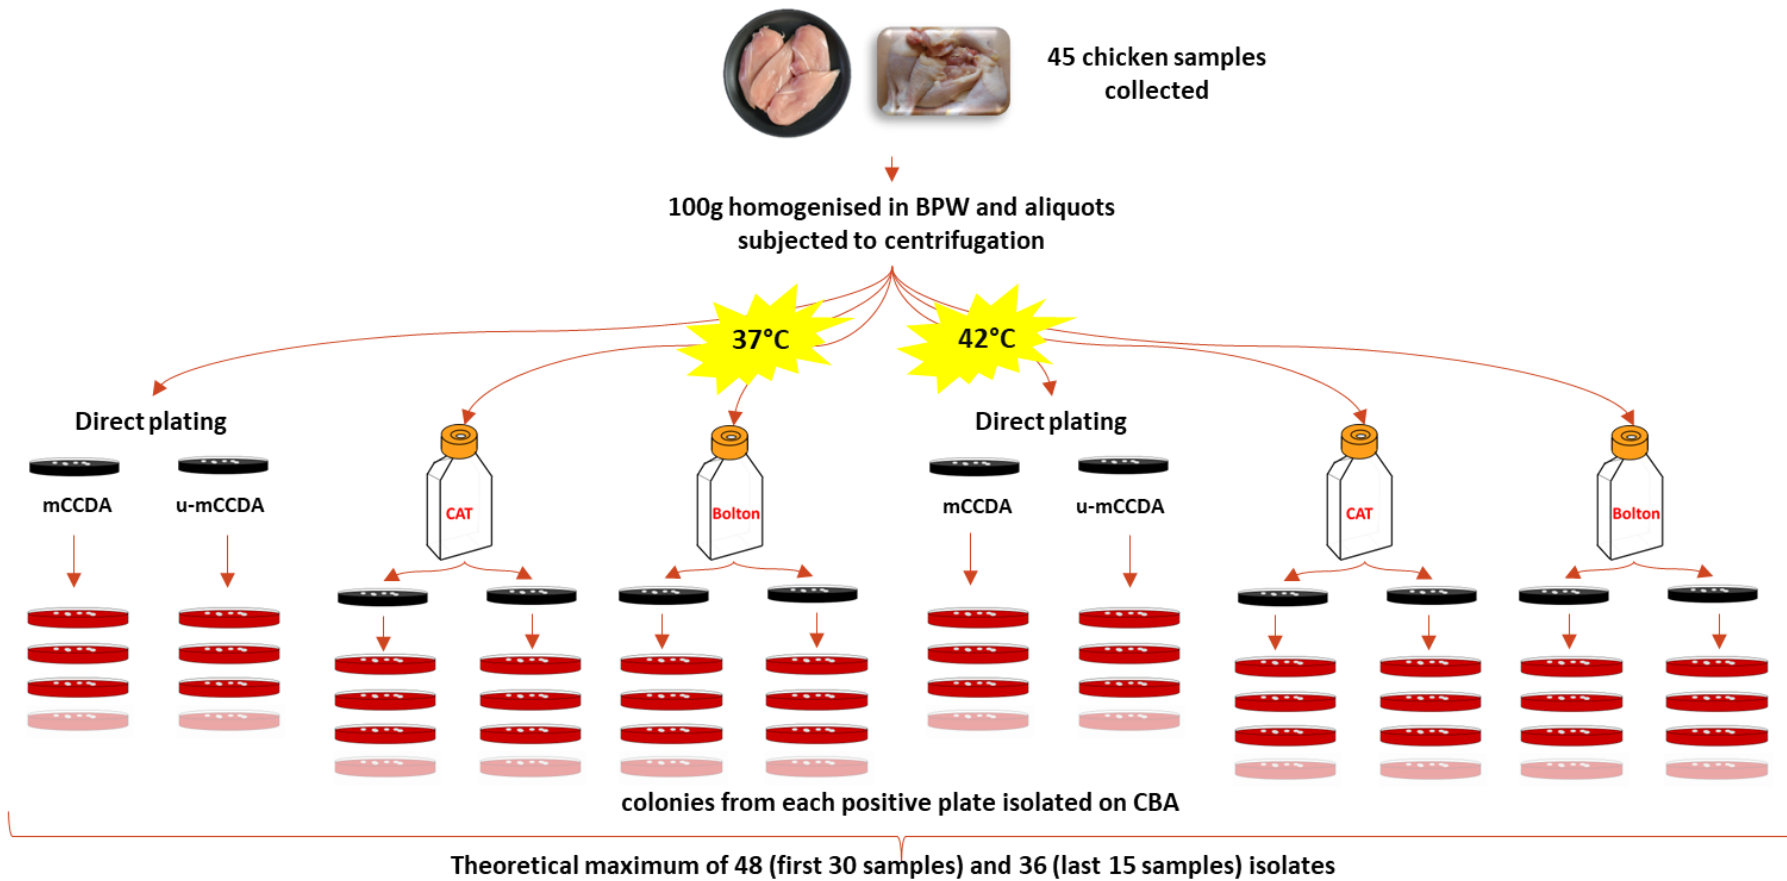 45 chicken samples
collected
100g homogenised in BPW and aliquots
subjected to centrifugation
37°C
42°C
Direct plating
Direct plating
mCCDA
u-mCCDA
CAT
Bolton
mCCDA
u-mCCDA
CAT
Bolton
colonies from each positive plate isolated on CBA
Theoretical maximum of 48 (first 30 samples) and 36 (last 15 samples) isolates